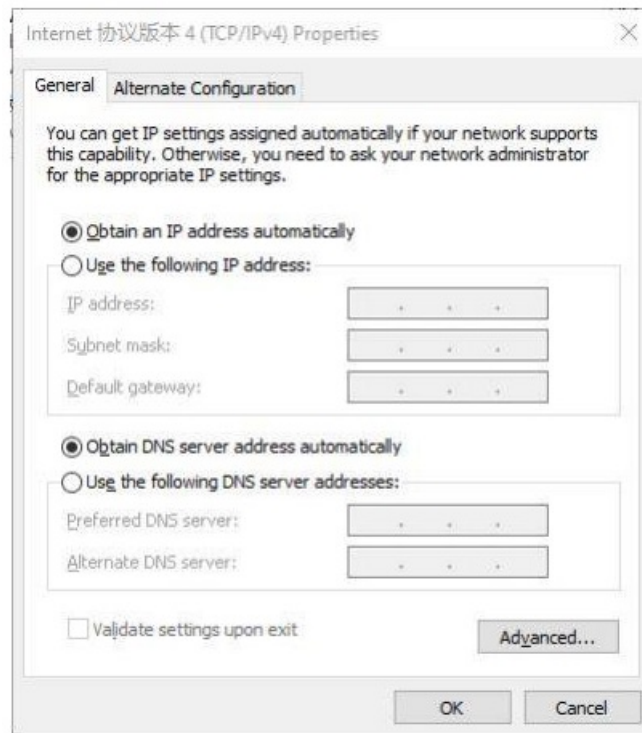 Internet 协议版本 4 (TCP/IPv4) Properties
General
Alternate Configuration
You can get IP settings assigned automatically if your network supports
this capability. Otherwise, you need to ask your network administrator
for the appropriate IP settings.
Obtain an IP address automatically
Use the following IP address:
IP address:
Subnet mask:
Default gateway:
Obtain DNS server address automatically
Use the following DNS server addresses:
Preferred DNS server:
Alternate DNS server:
Validate settings upon exit
Advanced...
OK
Cancel